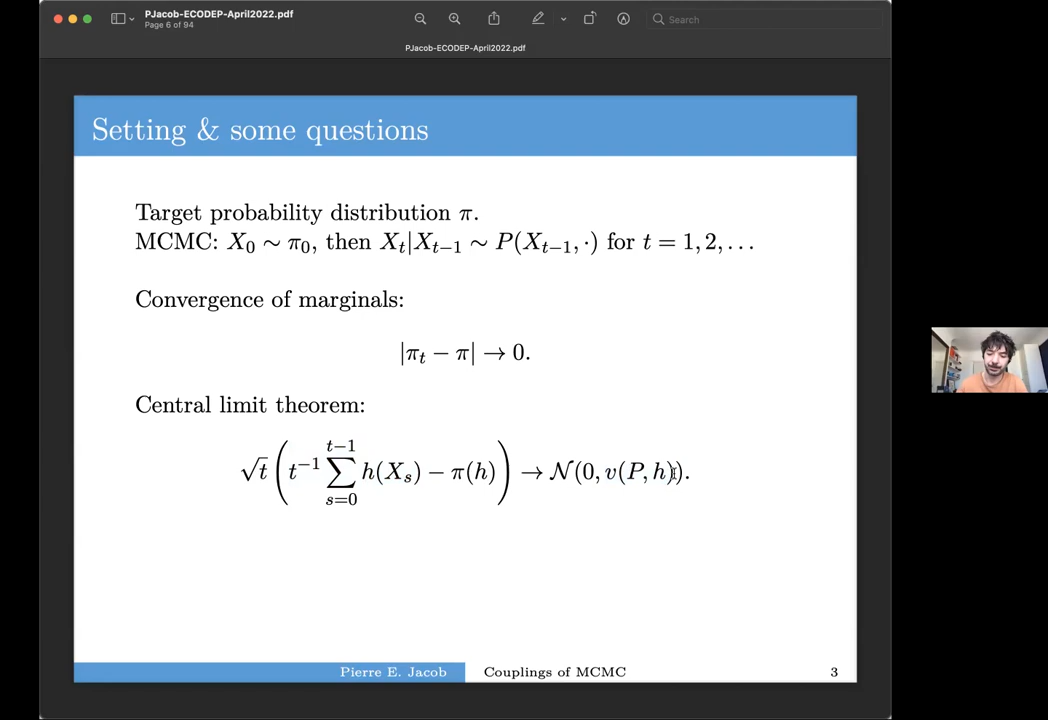 PJacob-ECODEP-April2022.pdf
Page 6 of 94
Search
PJacob-ECODEP-April2022.pdf
Setting & some questions
Target probability distribution π.
MCMC: X₀ ∼ π₀, then Xₜ|Xₜ₋₁ ∼ P(Xₜ₋₁, ·) for t = 1, 2, . . .
Convergence of marginals:
|πₜ − π| → 0.
Central limit theorem:
√t ( t⁻¹ ∑_{s=0}^{t−1} h(X_s) − π(h) ) → N(0, v(P, h)).
Pierre E. Jacob Couplings of MCMC 3